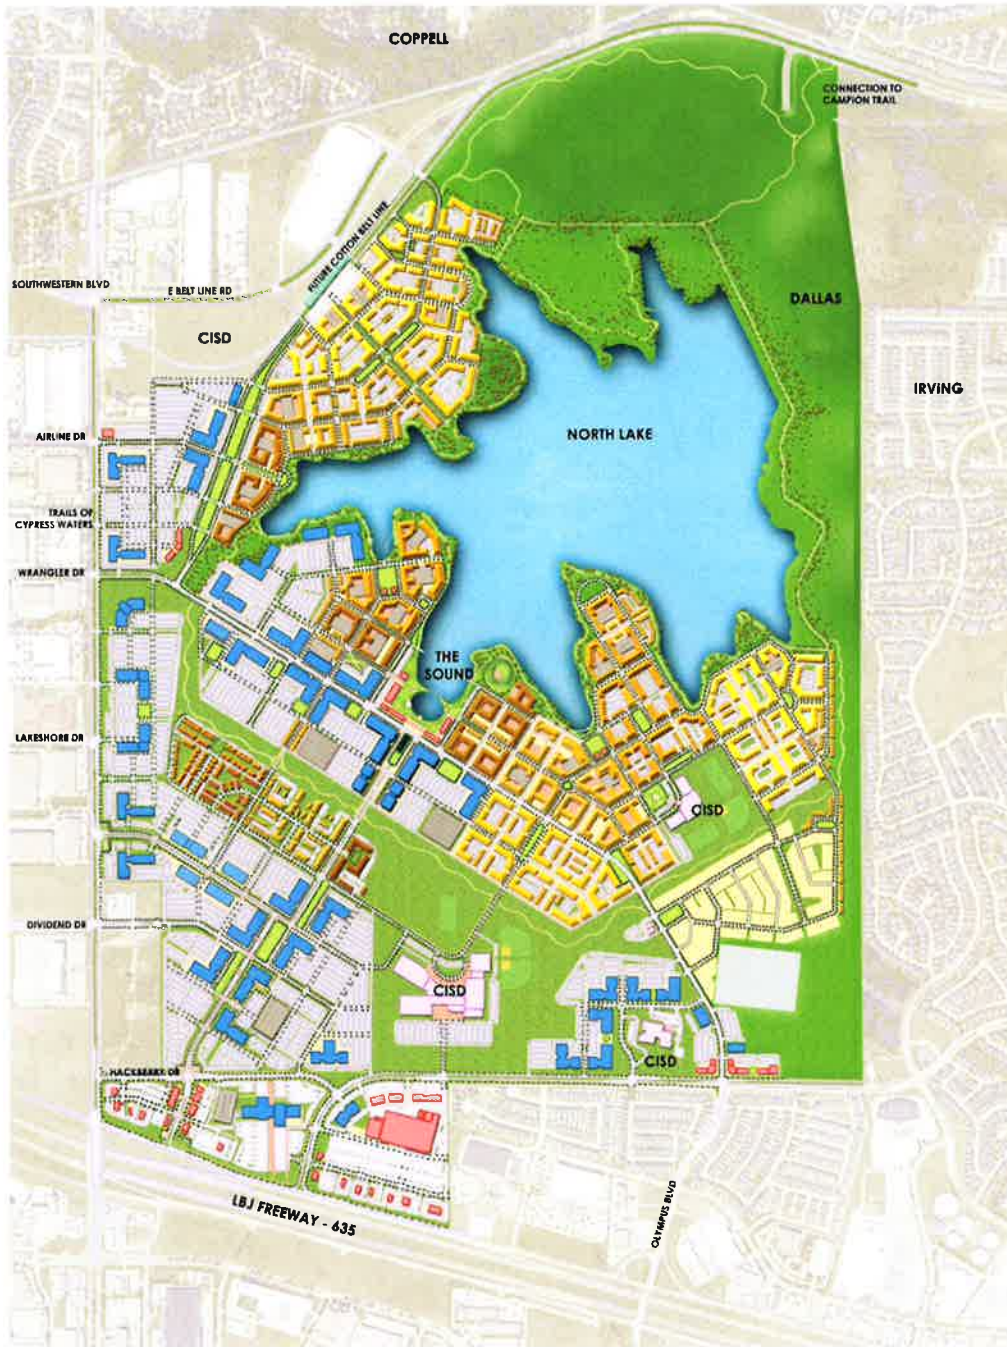 COPPELL
CONNECTION TO
CAMPION TRAIL
FUTURE COTTON BELT LINE
SOUTHWESTERN BLVD
E BELT LINE RD
DALLAS
CISD
IRVING
AIRLINE DR
NORTH LAKE
TRAILS OF
CYPRESS WATERS
WRANGLER DR
THE
SOUND
LAKESHORE DR
CISD
DIVIDEND DR
CISD
CISD
HACKBERRY DR
LBJ FREEWAY - 635
OLYMPUS BLVD